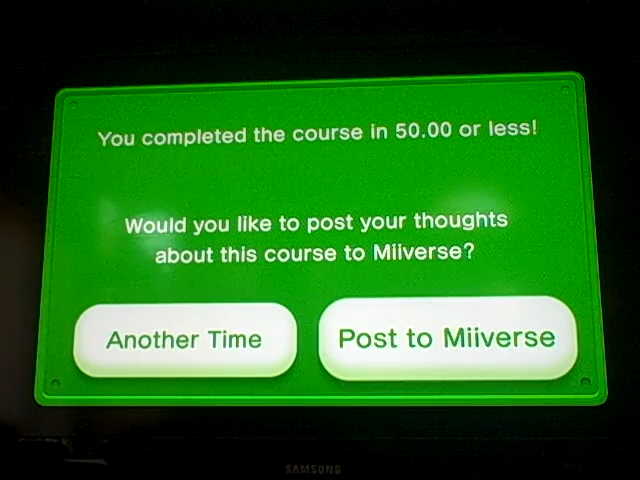 You completed the course in 50.00 or less!
Would you like to post your thoughts
about this course to Miiverse?
Another Time
Post to Miiverse
SAMSUNG